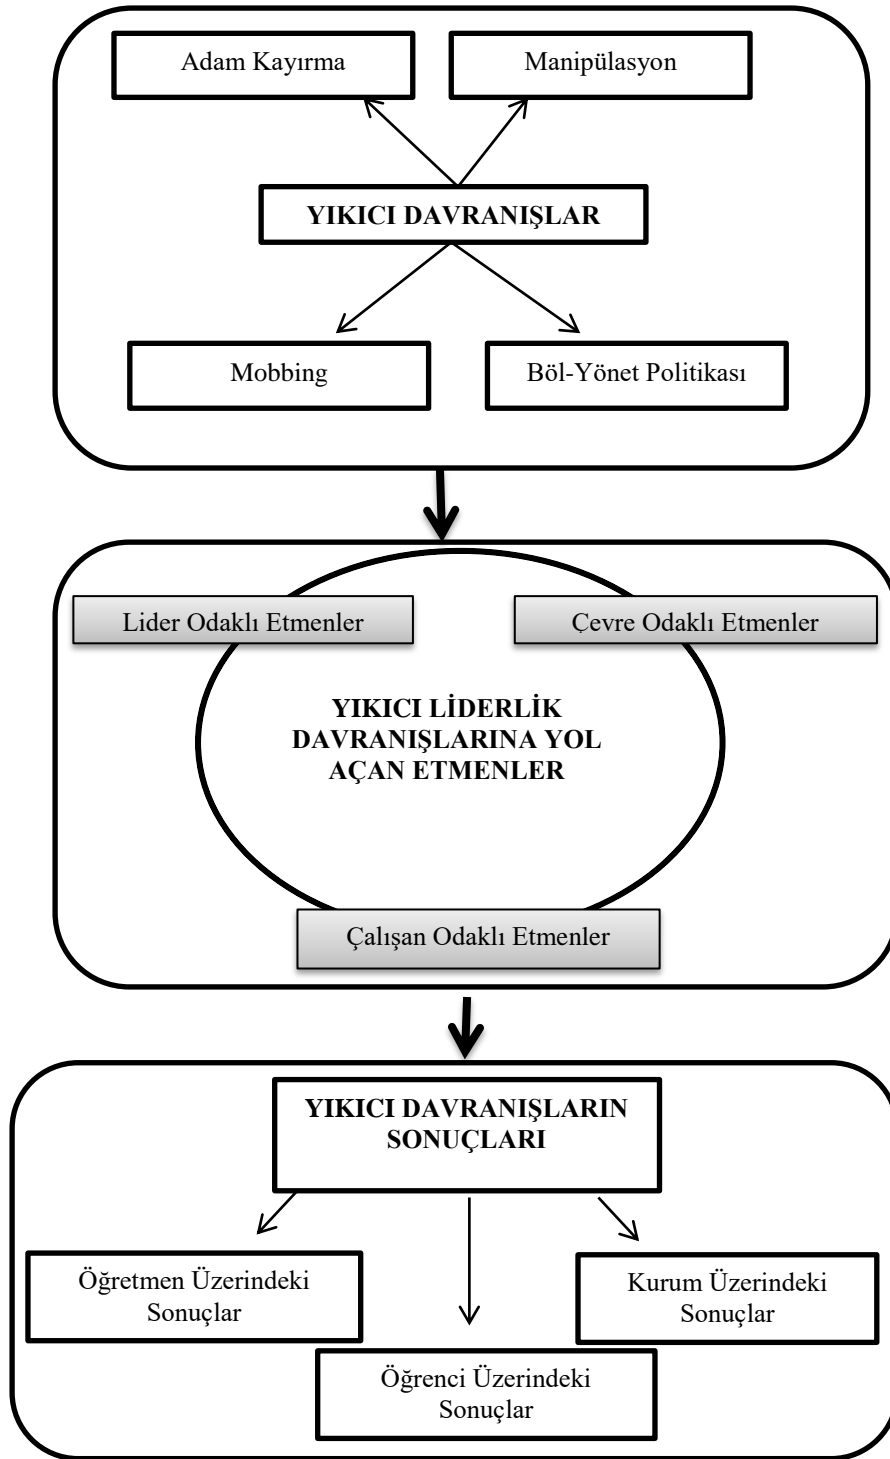 Adam Kayırma
Manipülasyon
YIKICI DAVRANIŞLAR
Mobbing
Böl-Yönet Politikası
Lider Odaklı Etmenler
Çevre Odaklı Etmenler
YIKICI LİDERLİK
DAVRANIŞLARINA YOL
AÇAN ETMENLER
Çalışan Odaklı Etmenler
YIKICI DAVRANIŞLARIN
SONUÇLARI
Öğretmen Üzerindeki
Sonuçlar
Kurum Üzerindeki
Sonuçlar
Öğrenci Üzerindeki
Sonuçlar